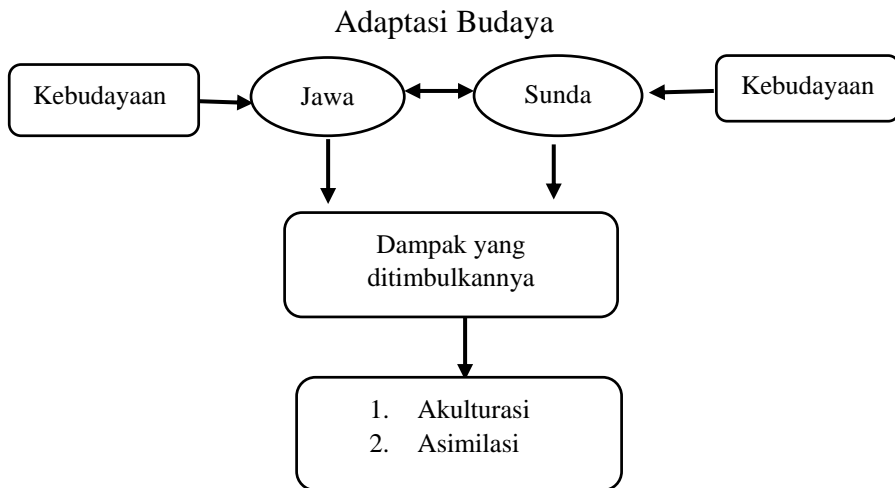 Adaptasi Budaya
Kebudayaan
Jawa
Sunda
Kebudayaan
Dampak yang
ditimbulkannya
1. Akulturasi
2. Asimilasi